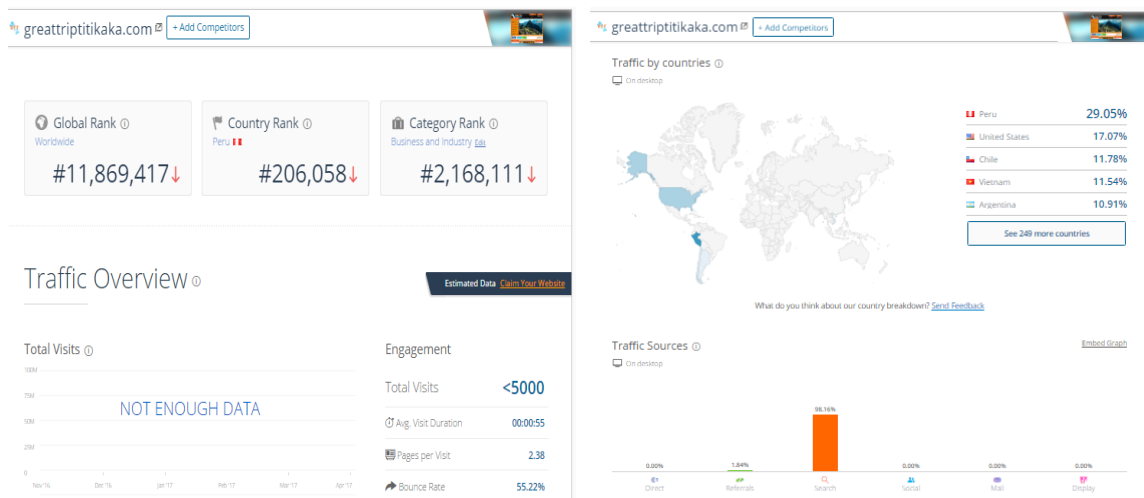 greattriptitikaka.com + Add Competitors
Global Rank
Worldwide
#11,869,417↓
Country Rank
Peru
#206,058↓
Category Rank
Business and Industry Edit
#2,168,111↓
Traffic Overview
Estimated Data Claim Your Website
Total Visits
100M
75M
50M
25M
0
NOT ENOUGH DATA
Nov '16 Dec '16 Jan '17 Feb '17 Mar '17 Apr '17
Engagement
Total Visits <5000
Avg. Visit Duration 00:00:55
Pages per Visit 2.38
Bounce Rate 55.22%
greattriptitikaka.com + Add Competitors
Traffic by countries
On desktop
Peru 29.05%
United States 17.07%
Chile 11.78%
Vietnam 11.54%
Argentina 10.91%
See 249 more countries
What do you think about our country breakdown? Send Feedback
Traffic Sources
Embed Graph
On desktop
0.00% 1.84% 98.16% 0.00% 0.00% 0.00%
Direct Referrals Search Social Mail Display